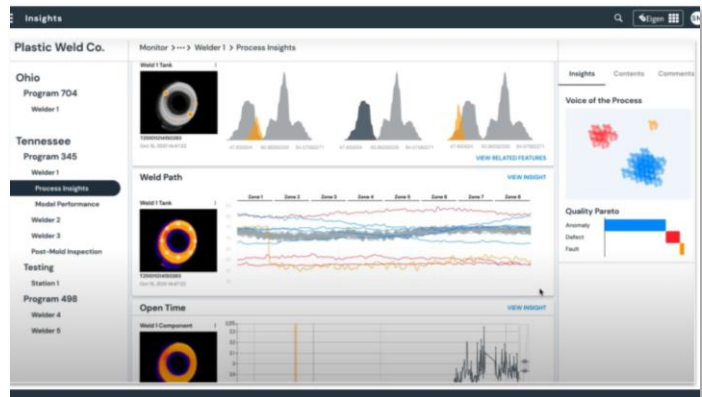 Insights
Eigen
Plastic Weld Co.
Monitor > ··· > Welder 1 > Process Insights
Ohio
Program 704
Welder 1
Tennessee
Program 345
Welder 1
Process Insights
Model Performance
Welder 2
Welder 3
Post-Mold Inspection
Testing
Station 1
Program 498
Welder 4
Welder 5
Weld 1 Tank
VIEW RELATED FEATURES
Weld Path
VIEW INSIGHT
Weld 1 Tank
Zone 1 Zone 2 Zone 3 Zone 4 Zone 5 Zone 6 Zone 7 Zone 8
Open Time
VIEW INSIGHT
Weld 1 Component
Insights Contents Comments
Voice of the Process
Quality Pareto
Anomaly
Defect
Fault